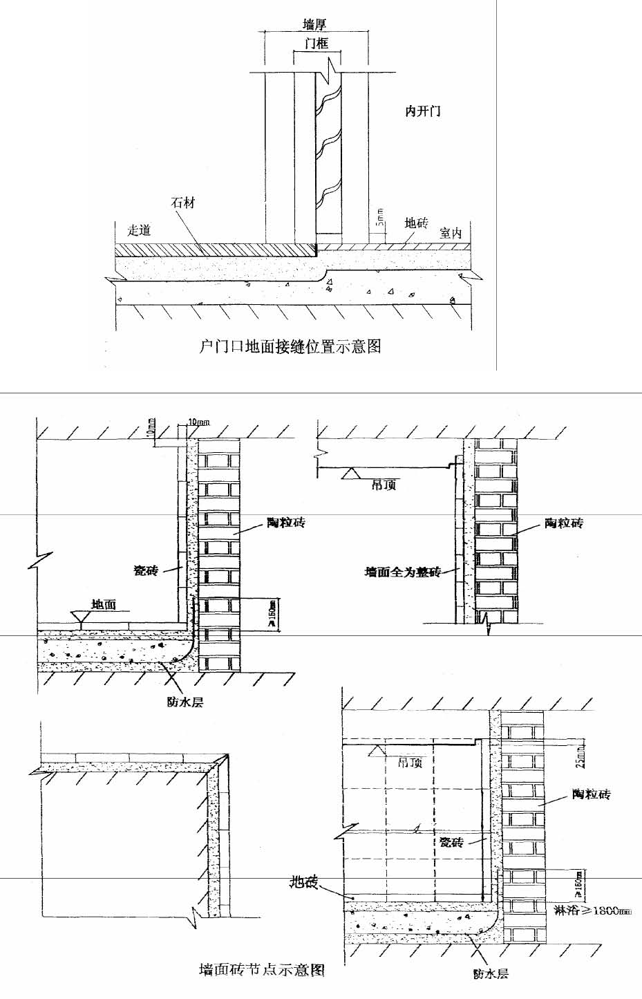 墙厚
门框
内开门
石材
走道
5mm
地砖
室内
户门口地面接缝位置示意图
10mm
10mm
陶粒砖
瓷砖
地面
≥160mm
防水层
吊顶
陶粒砖
墙面全为整砖
吊顶
25mm
陶粒砖
瓷砖
地砖
≥160mm
淋浴≥1800mm
防水层
墙面砖节点示意图